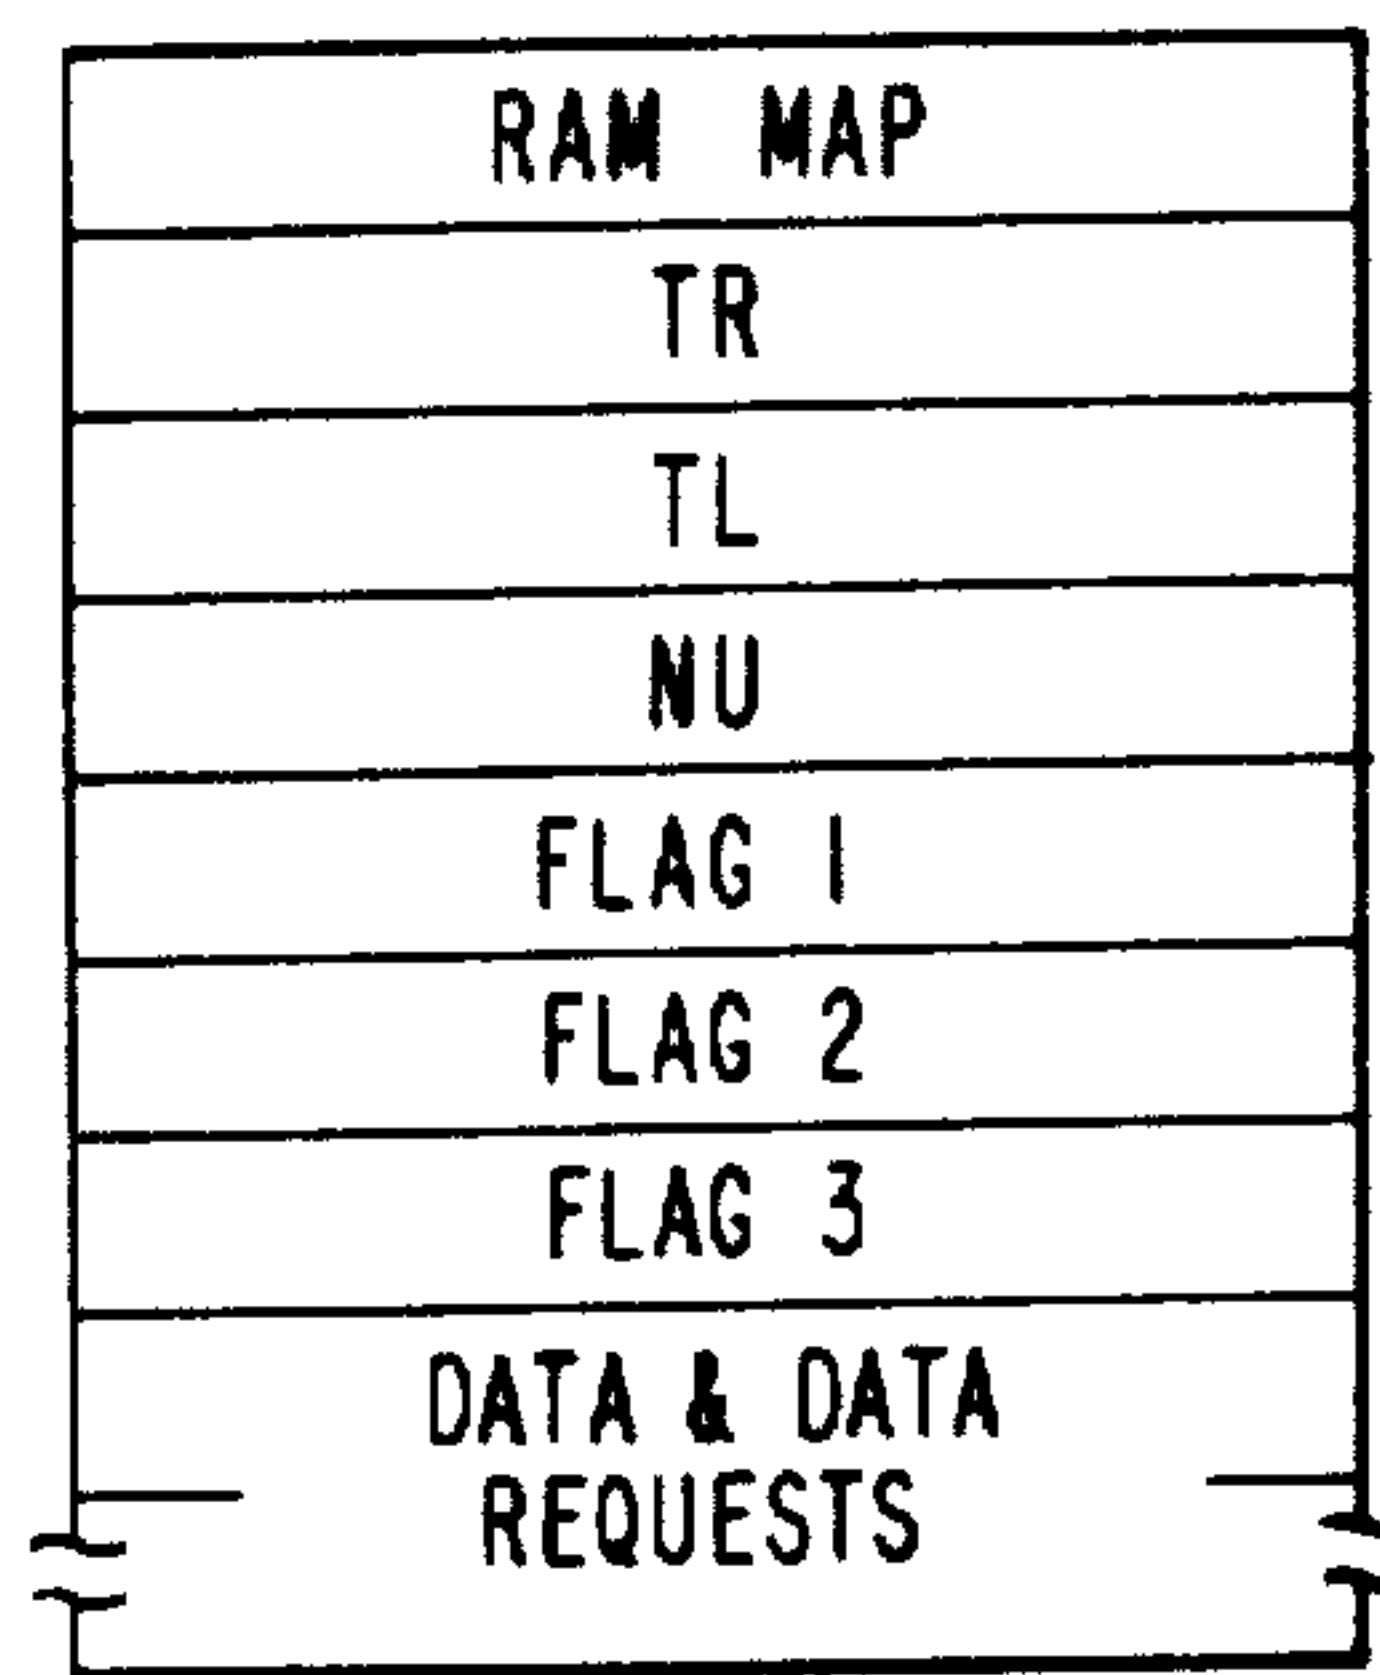 RAM MAP
TR
TL
NU
FLAG 1
FLAG 2
FLAG 3
DATA & DATA
REQUESTS